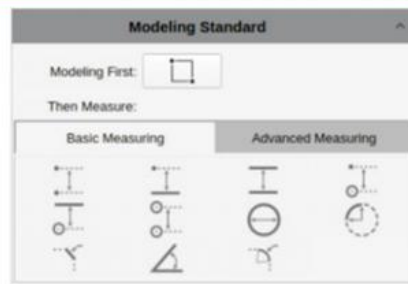 Modeling Standard
Modeling First:
Then Measure:
Basic Measuring Advanced Measuring